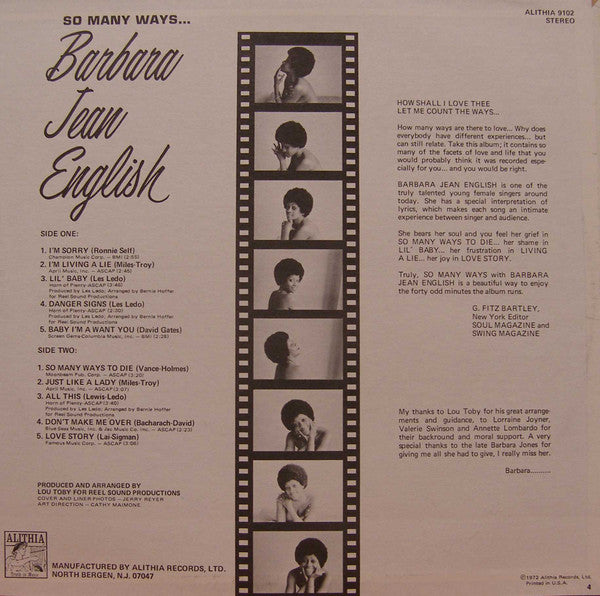 SO MANY WAYS...
Barbara
Jean
English
SIDE ONE:
1. I'M SORRY (Ronnie Self)
Champion Music Corp. – BMI (2:55)
2. I'M LIVING A LIE (Miles-Troy)
April Music, Inc. – ASCAP (2:45)
3. LIL' BABY (Les Ledo)
Horn of Plenty-ASCAP (3:46)
Produced by Les Ledo; Arranged by Bernie Hoffer
for Reel Sound Productions
4. DANGER SIGNS (Les Ledo)
Horn of Plenty-ASCAP (2:30)
Produced by Les Ledo; Arranged by Bernie Hoffer
for Reel Sound Productions
5. BABY I'M A WANT YOU (David Gates)
Screen Gems-Columbia Music, Inc. – BMI (2:28)
SIDE TWO:
1. SO MANY WAYS TO DIE (Vance-Holmes)
Moonbeam Pub. Corp. – ASCAP (3:20)
2. JUST LIKE A LADY (Miles-Troy)
April Music, Inc. – ASCAP (3:07)
3. ALL THIS (Lewis-Ledo)
Horn of Plenty-ASCAP (3:40)
Produced by Les Ledo; Arranged by Bernie Hoffer
for Reel Sound Productions.
4. DON'T MAKE ME OVER (Bacharach-David)
Blue Seas Music, Inc. & Jac Music Co. Inc. – ASCAP (2:23)
5. LOVE STORY (Lai-Sigman)
Famous Music Corp. – ASCAP (3:06)
PRODUCED AND ARRANGED BY
LOU TOBY FOR REEL SOUND PRODUCTIONS
COVER AND LINER PHOTOS – JERRY REYER
ART DIRECTION – CATHY MAIMONE
ALITHIA
MANUFACTURED BY ALITHIA RECORDS, LTD.
NORTH BERGEN, N.J. 07047
ALITHIA 9102
STEREO
HOW SHALL I LOVE THEE
LET ME COUNT THE WAYS...
How many ways are there to love... Why does
everybody have different experiences... but
can still relate. Take this album; it contains so
many of the facets of love and life that you
would probably think it was recorded espe-
cially for you... and you would be right.
BARBARA JEAN ENGLISH is one of the
truly talented young female singers around
today. She has a special interpretation of
lyrics, which makes each song an intimate
experience between singer and audience.
She bears her soul and you feel her grief in
SO MANY WAYS TO DIE... her shame in
LIL' BABY... her frustration in LIVING
A LIE... her joy in LOVE STORY.
Truly, SO MANY WAYS with BARBARA
JEAN ENGLISH is a beautiful way to enjoy
the forty odd minutes the album runs.
G. FITZ BARTLEY,
New York Editor
SOUL MAGAZINE and
SWING MAGAZINE
My thanks to Lou Toby for his great arrange-
ments and guidance, to Lorraine Joyner,
Valerie Swinson and Annette Lombardo for
their backround and moral support. A very
special thanks to the late Barbara Jones for
giving me all she had to give, I really miss her.
Barbara..........
©1972 Alithia Records, Ltd.
Printed in U.S.A.
4